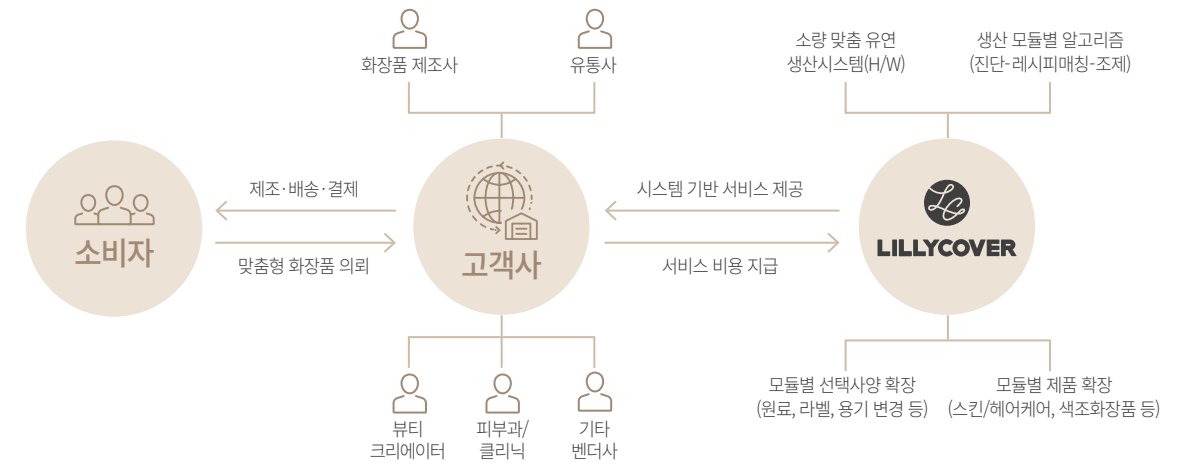 화장품 제조사
유통사
소량 맞춤 유연
생산시스템(H/W)
생산 모듈별 알고리즘
(진단-레시피매칭-조제)
소비자
제조·배송·결제
맞춤형 화장품 의뢰
고객사
시스템 기반 서비스 제공
서비스 비용 지급
LC
LILLYCOVER
뷰티
크리에이터
피부과/
클리닉
기타
벤더사
모듈별 선택사양 확장
(원료, 라벨, 용기 변경 등)
모듈별 제품 확장
(스킨/헤어케어, 색조화장품 등)